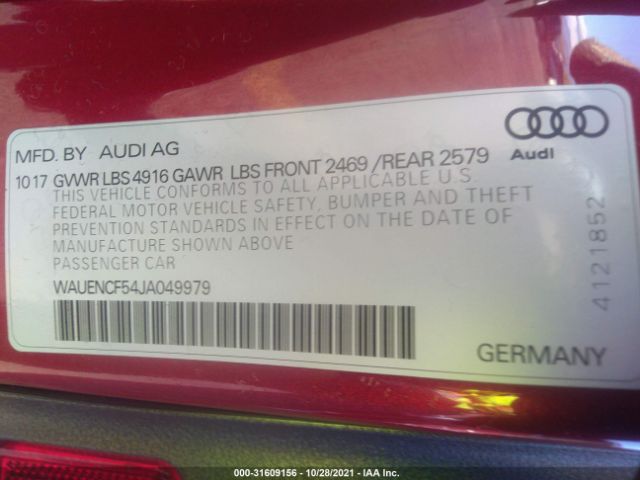 MFD. BY AUDI AG
10 17 GVWR LBS 4916 GAWR LBS FRONT 2469 /REAR 2579
THIS VEHICLE CONFORMS TO ALL APPLICABLE U.S.
FEDERAL MOTOR VEHICLE SAFETY, BUMPER AND THEFT
PREVENTION STANDARDS IN EFFECT ON THE DATE OF
MANUFACTURE SHOWN ABOVE
PASSENGER CAR
WAUENCF54JA049979
Audi
4121852
GERMANY
000-31609156 - 10/28/2021 - IAA Inc.